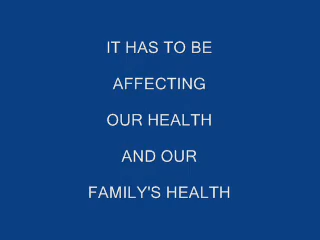 IT HAS TO BE
AFFECTING
OUR HEALTH
AND OUR
FAMILY'S HEALTH